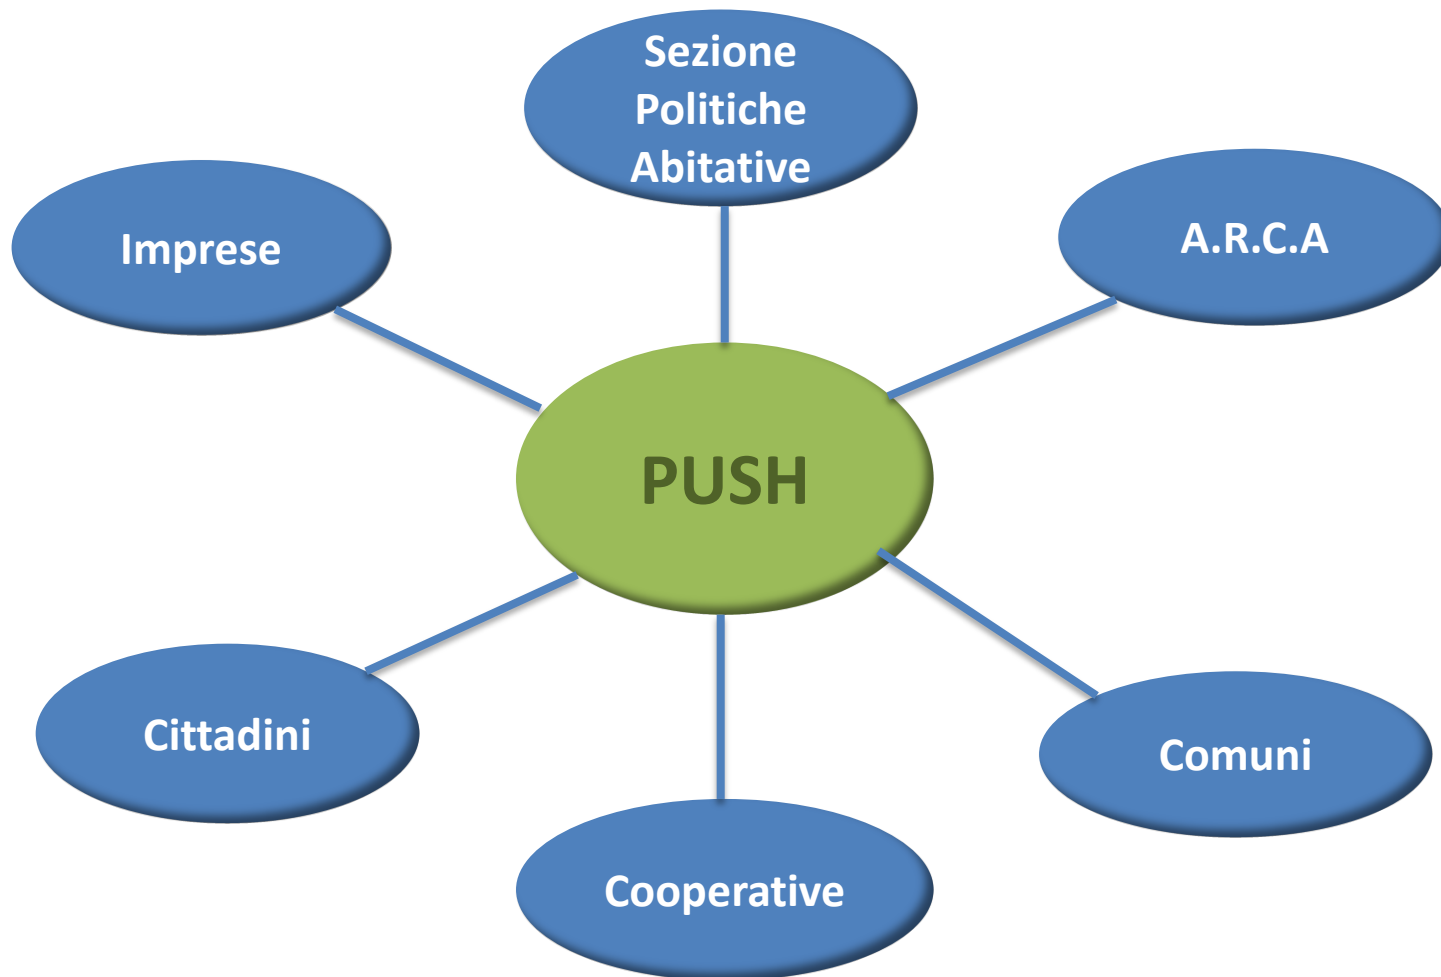 Sezione
Politiche
Abitative
Imprese
A.R.C.A
PUSH
Cittadini
Comuni
Cooperative